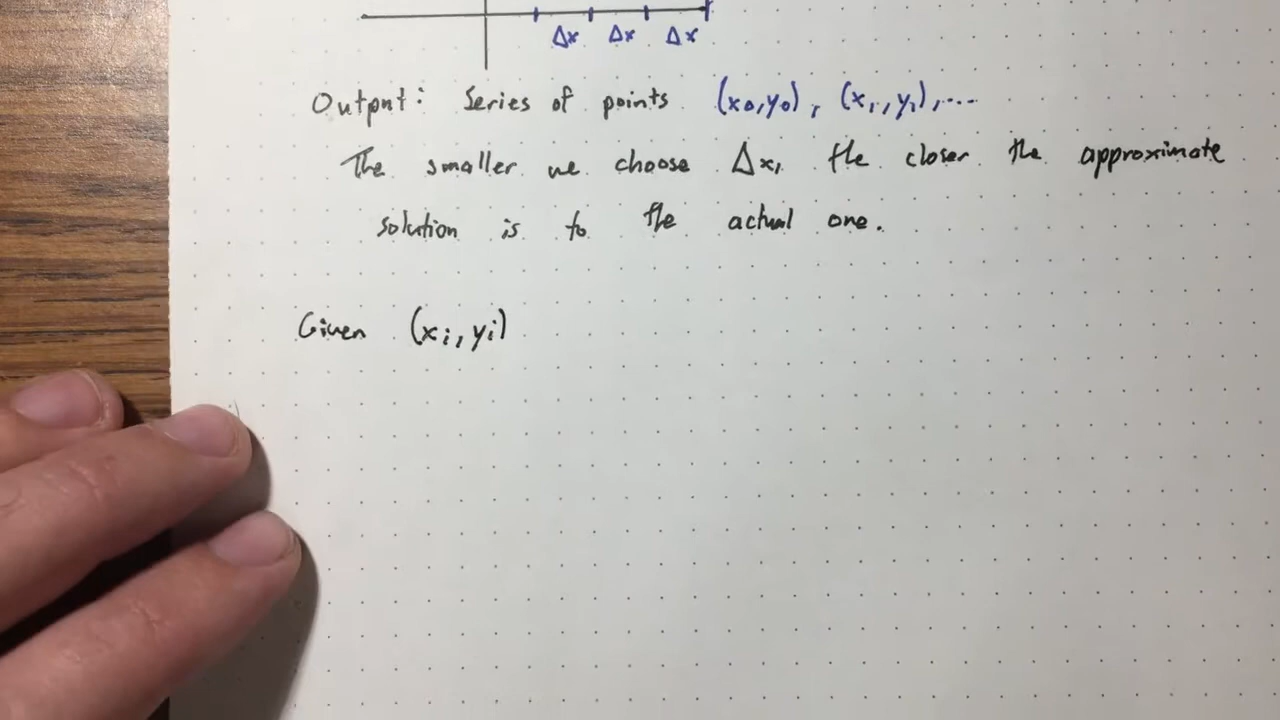 Δx Δx Δx
Output: Series of points (x₀,y₀), (x₁,y₁),....
The smaller we choose Δx, the closer the approximate
solution is to the actual one.
Given (xᵢ,yᵢ)